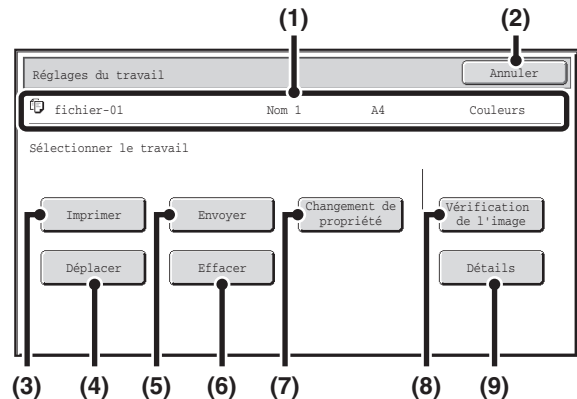 (1) (2)
Réglages du travail Annuler
fichier-01 Nom 1 A4 Couleurs
Sélectionner le travail
Imprimer Envoyer Changement de
propriété Vérification
de l'image
Déplacer Effacer Détails
(3) (4) (5) (6) (7) (8) (9)